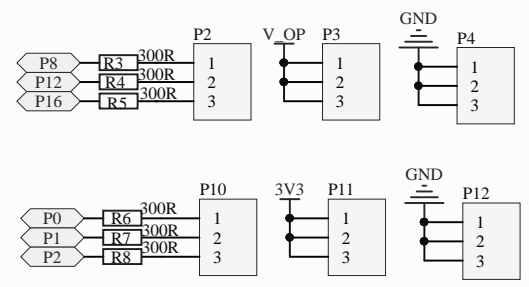 P2
P8 R3 300R 1
P12 R4 300R 2
P16 R5 300R 3
V_OP P3
1
2
3
GND
P4
1
2
3
P10
P0 R6 300R 1
P1 R7 300R 2
P2 R8 300R 3
3V3 P11
1
2
3
GND
P12
1
2
3